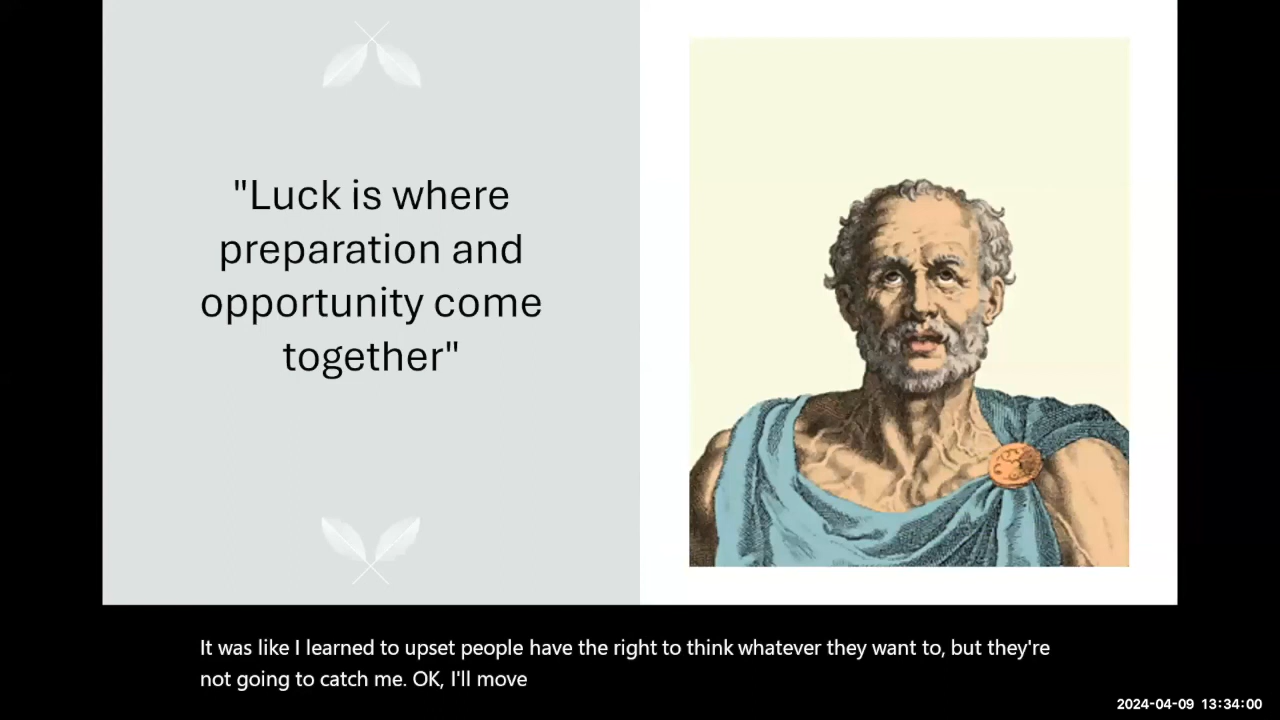 "Luck is where
preparation and
opportunity come
together"
It was like I learned to upset people have the right to think whatever they want to, but they're
not going to catch me. OK, I'll move
2024-04-09 13:34:00